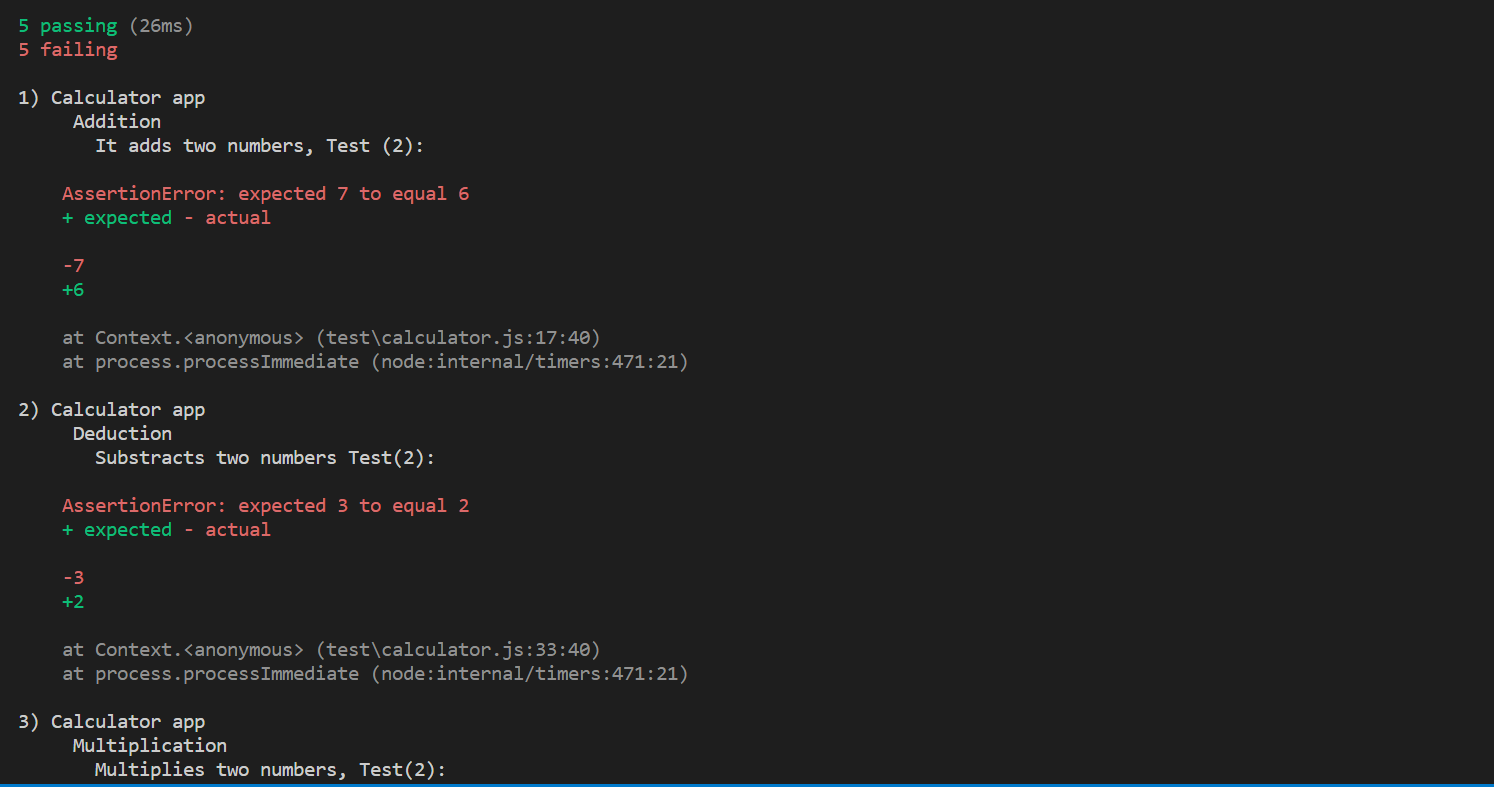 5 passing (26ms)
5 failing
1) Calculator app
Addition
It adds two numbers, Test (2):
AssertionError: expected 7 to equal 6
+ expected - actual
-7
+6
at Context.<anonymous> (test\calculator.js:17:40)
at process.processImmediate (node:internal/timers:471:21)
2) Calculator app
Deduction
Substracts two numbers Test(2):
AssertionError: expected 3 to equal 2
+ expected - actual
-3
+2
at Context.<anonymous> (test\calculator.js:33:40)
at process.processImmediate (node:internal/timers:471:21)
3) Calculator app
Multiplication
Multiplies two numbers, Test(2):